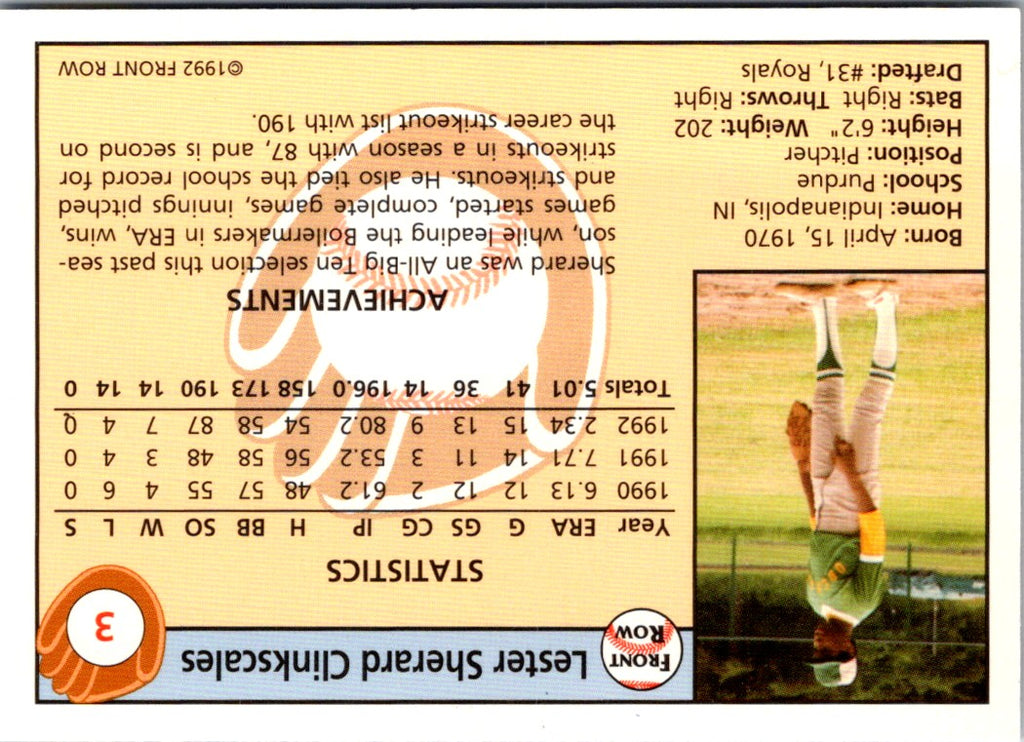 3
Lester Sherard Clinkscales
FRONT
ROW
STATISTICS
Year ERA G GS CG IP H BB SO W L S
1990 6.13 12 12 2 61.2 48 57 55 4 6 0
1991 7.71 14 11 3 53.2 56 58 48 3 4 0
1992 2.34 15 13 9 80.2 54 58 87 7 4 Q
Totals 5.01 41 36 14 196.0 158 173 190 14 14 0
ACHIEVEMENTS
Sherard was an All-Big Ten selection this past sea-
son, while leading the Boilermakers in ERA, wins,
games started, complete games, innings pitched
and strikeouts. He also tied the school record for
strikeouts in a season with 87, and is second on
the career strikeout list with 190.
©1992 FRONT ROW
Born: April 15, 1970
Home: Indianapolis, IN
School: Purdue
Position: Pitcher
Height: 6'2" Weight: 202
Bats: Right Throws: Right
Drafted: #31, Royals